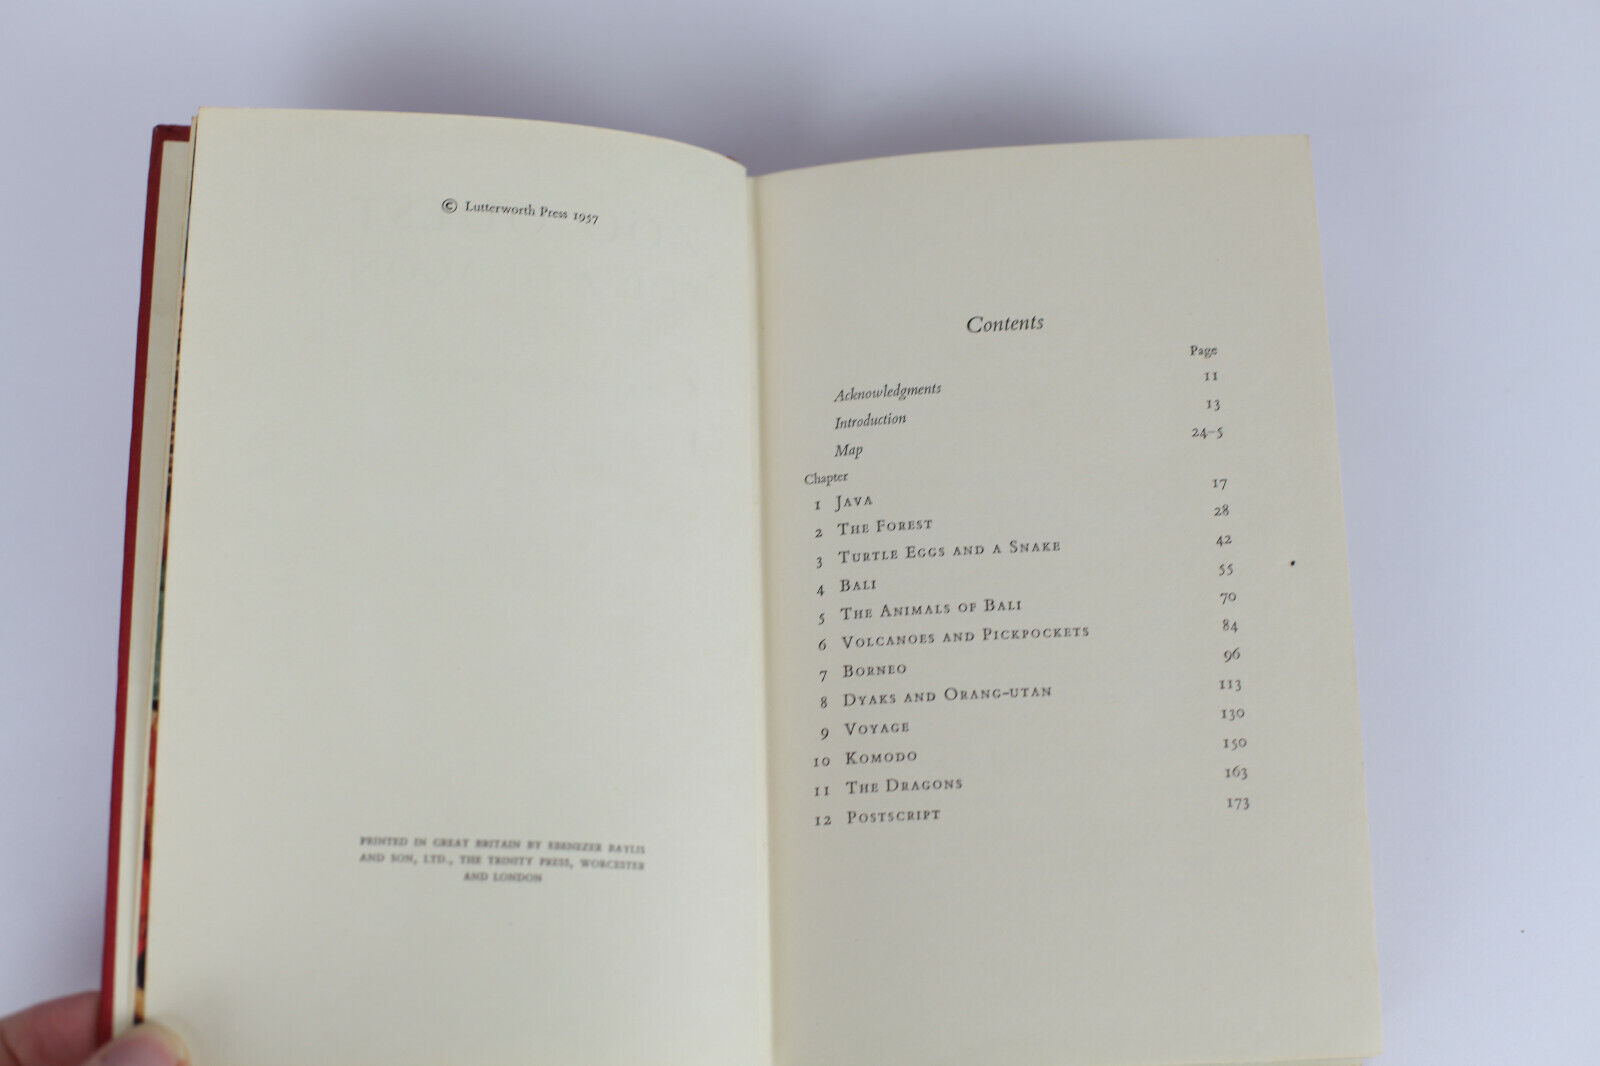 © Lutterworth Press 1957
PRINTED IN GREAT BRITAIN BY EBENEZER BAYLIS
AND SON, LTD., THE TRINITY PRESS, WORCESTER
AND LONDON
Contents
Page
Acknowledgments 11
Introduction 13
Map 24–5
Chapter
1 JAVA 17
2 THE FOREST 28
3 TURTLE EGGS AND A SNAKE 42
4 BALI 55
5 THE ANIMALS OF BALI 70
6 VOLCANOES AND PICKPOCKETS 84
7 BORNEO 96
8 DYAKS AND ORANG-UTAN 113
9 VOYAGE 130
10 KOMODO 150
11 THE DRAGONS 163
12 POSTSCRIPT 173